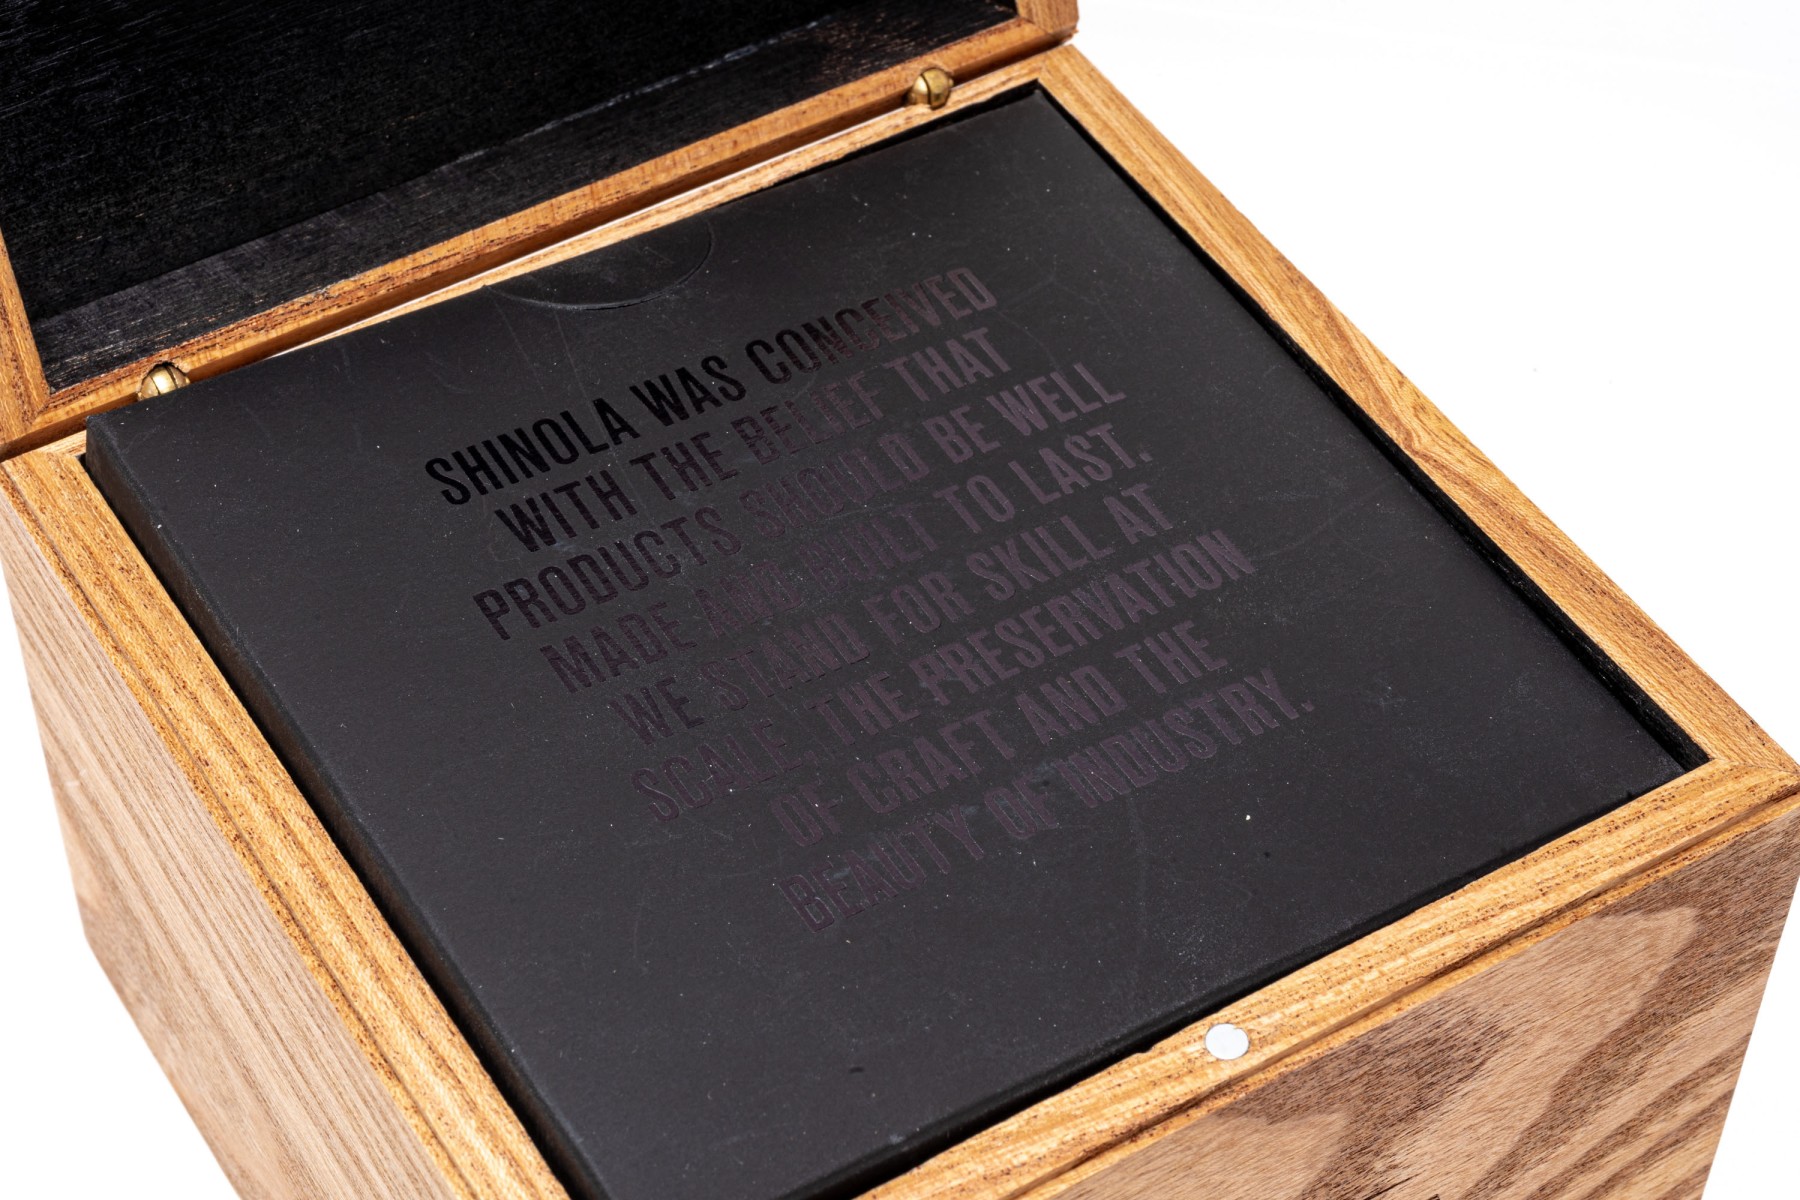 SHINOLA WAS CONCEIVED
WITH THE BELIEF THAT
PRODUCTS SHOULD BE WELL
MADE AND BUILT TO LAST.
WE STAND FOR SKILL AT
SCALE, THE PRESERVATION
OF CRAFT AND THE
BEAUTY OF INDUSTRY.